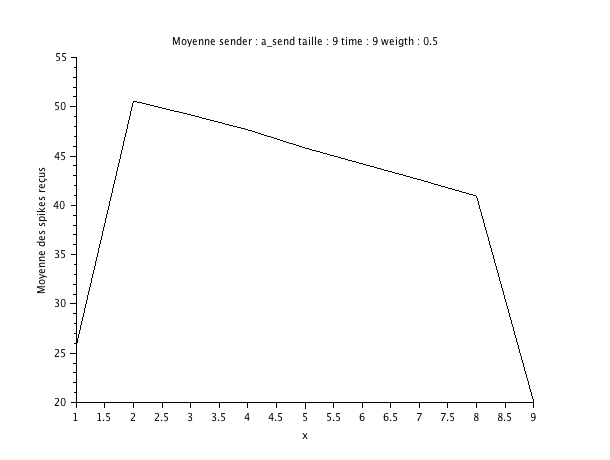 Moyenne sender : a_send taille : 9 time : 9 weigth : 0.5
55
50
45
40
35
30
25
20
Moyenne des spikes reçus
1 1.5 2 2.5 3 3.5 4 4.5 5 5.5 6 6.5 7 7.5 8 8.5 9
x